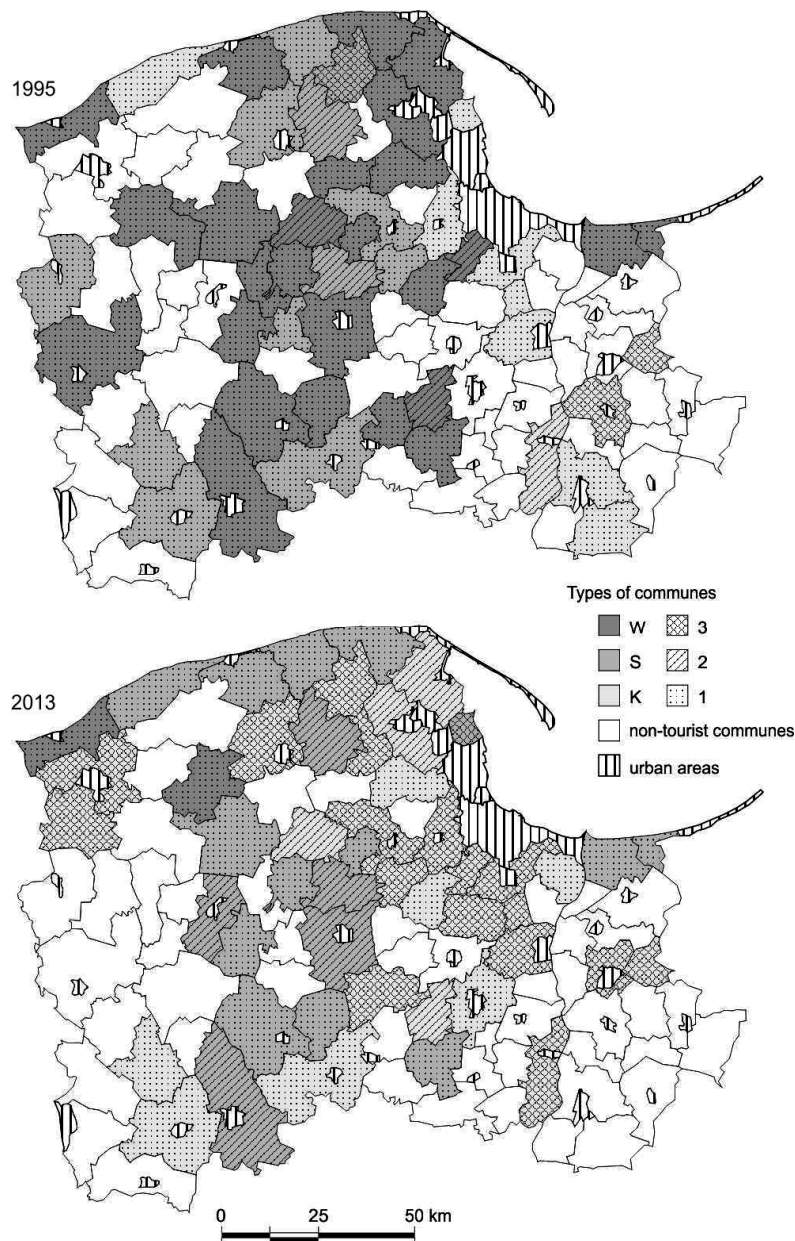 1995
Types of communes
W 3
S 2
K 1
non-tourist communes
urban areas
2013
0 25 50 km